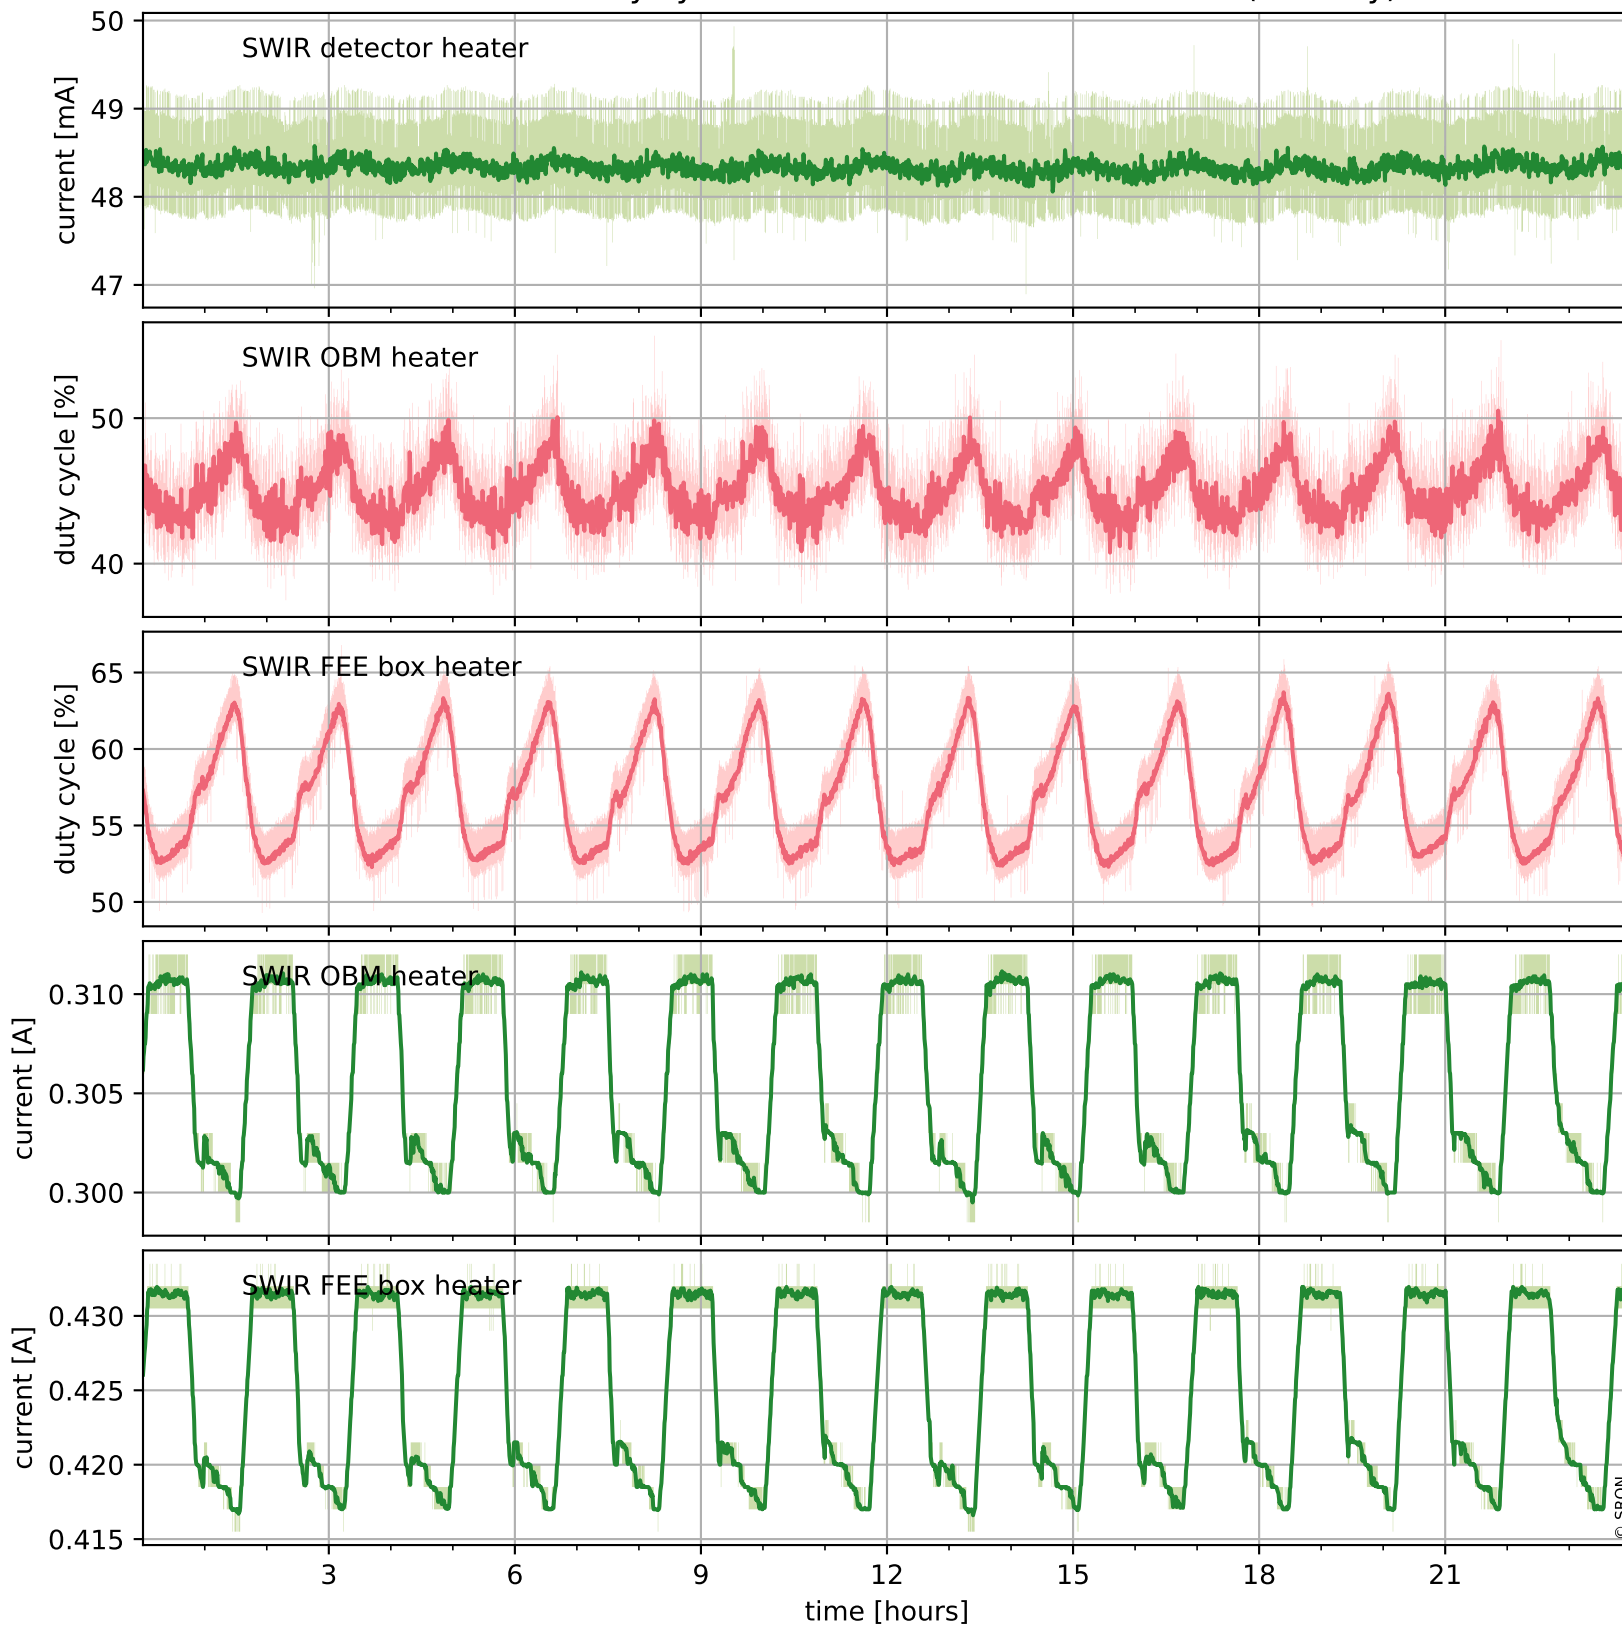 SWIR detector heater
current [mA]
50
49
48
47
SWIR OBM heater
duty cycle [%]
50
40
SWIR FEE box heater
duty cycle [%]
65
60
55
50
SWIR OBM heater
current [A]
0.310
0.305
0.300
SWIR FEE box heater
current [A]
0.430
0.425
0.420
0.415
© SRON
3 6 9 12 15 18 21
time [hours]